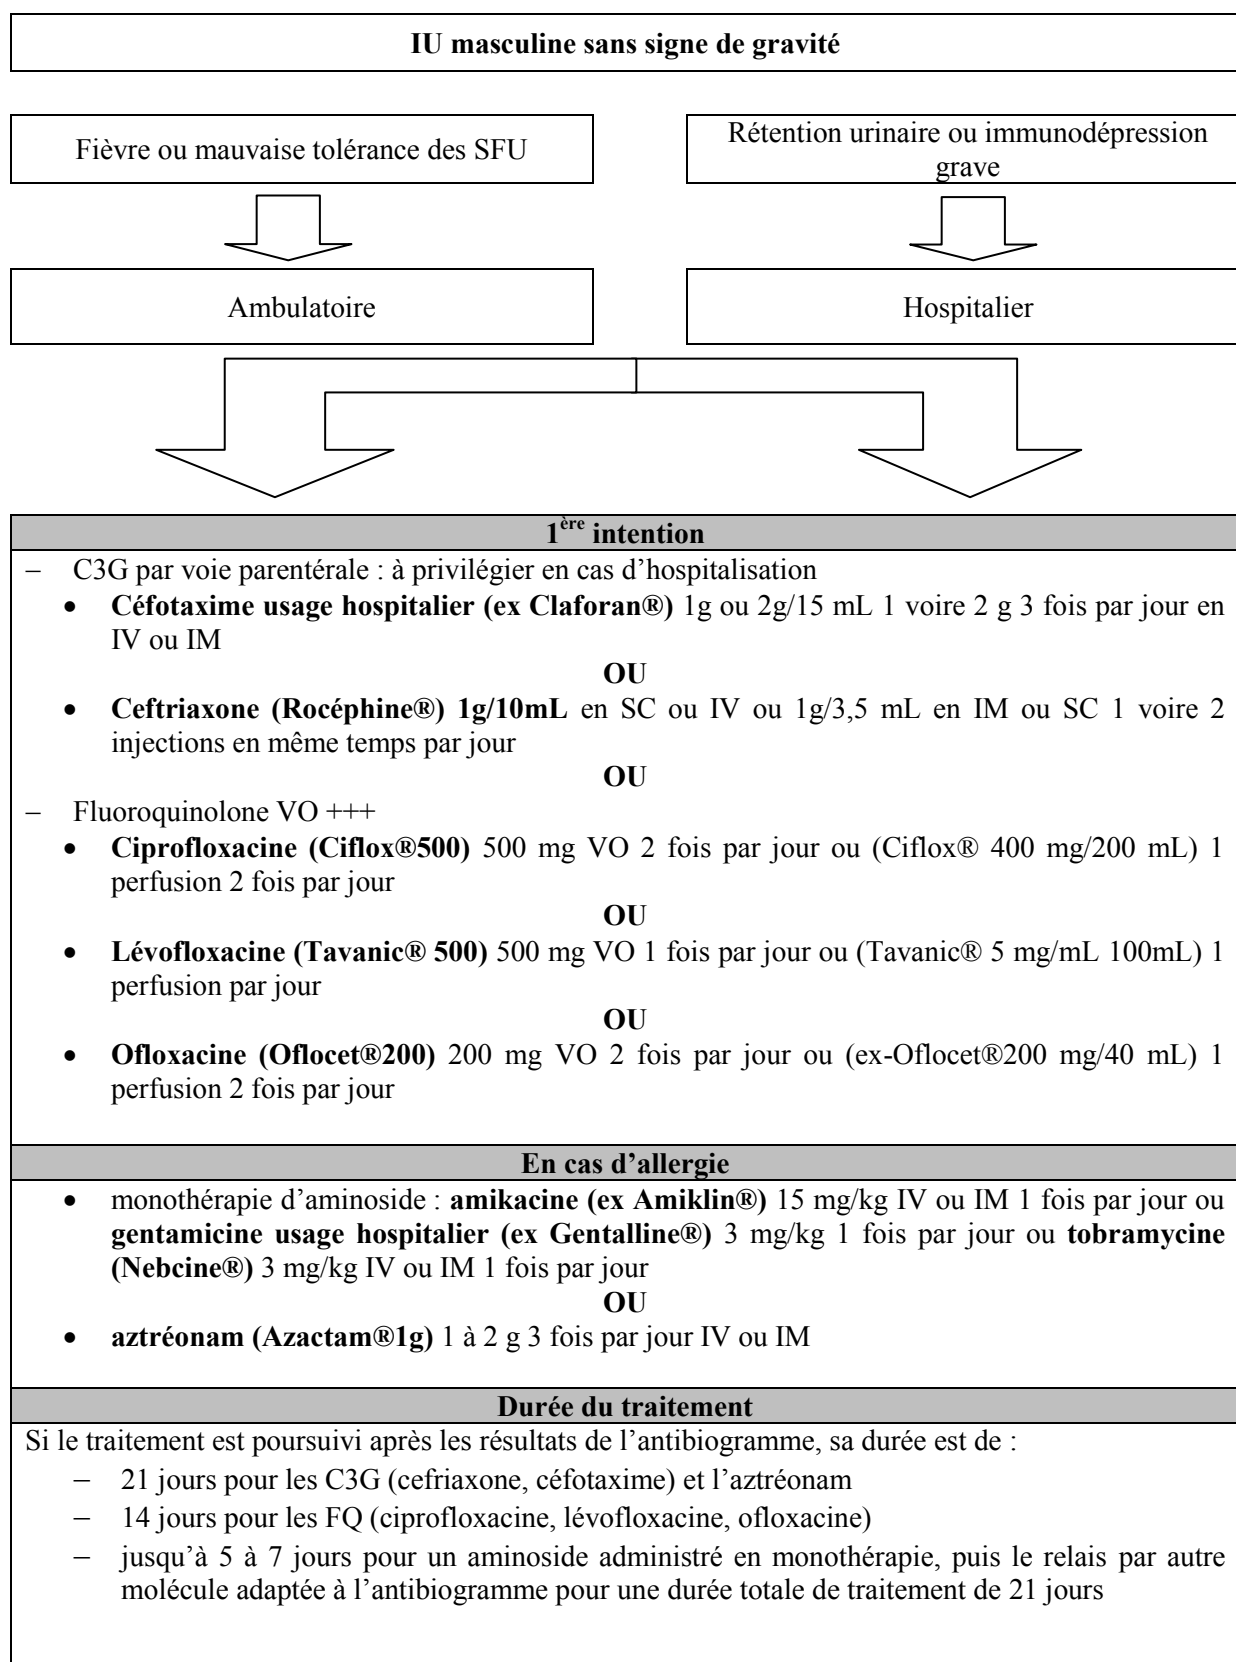 IU masculine sans signe de gravité
Fièvre ou mauvaise tolérance des SFU
Rétention urinaire ou immunodépression
grave
Ambulatoire
Hospitalier
1ère intention
– C3G par voie parentérale : à privilégier en cas d’hospitalisation
• Céfotaxime usage hospitalier (ex Claforan®) 1g ou 2g/15 mL 1 voire 2 g 3 fois par jour en
IV ou IM
OU
• Ceftriaxone (Rocéphine®) 1g/10mL en SC ou IV ou 1g/3,5 mL en IM ou SC 1 voire 2
injections en même temps par jour
OU
– Fluoroquinolone VO +++
• Ciprofloxacine (Ciflox®500) 500 mg VO 2 fois par jour ou (Ciflox® 400 mg/200 mL) 1
perfusion 2 fois par jour
OU
• Lévofloxacine (Tavanic® 500) 500 mg VO 1 fois par jour ou (Tavanic® 5 mg/mL 100mL) 1
perfusion par jour
OU
• Ofloxacine (Oflocet®200) 200 mg VO 2 fois par jour ou (ex-Oflocet®200 mg/40 mL) 1
perfusion 2 fois par jour
En cas d’allergie
• monothérapie d’aminoside : amikacine (ex Amiklin®) 15 mg/kg IV ou IM 1 fois par jour ou
gentamicine usage hospitalier (ex Gentalline®) 3 mg/kg 1 fois par jour ou tobramycine
(Nebcine®) 3 mg/kg IV ou IM 1 fois par jour
OU
• aztréonam (Azactam®1g) 1 à 2 g 3 fois par jour IV ou IM
Durée du traitement
Si le traitement est poursuivi après les résultats de l’antibiogramme, sa durée est de :
– 21 jours pour les C3G (cefriaxone, céfotaxime) et l’aztréonam
– 14 jours pour les FQ (ciprofloxacine, lévofloxacine, ofloxacine)
– jusqu’à 5 à 7 jours pour un aminoside administré en monothérapie, puis le relais par autre
molécule adaptée à l’antibiogramme pour une durée totale de traitement de 21 jours